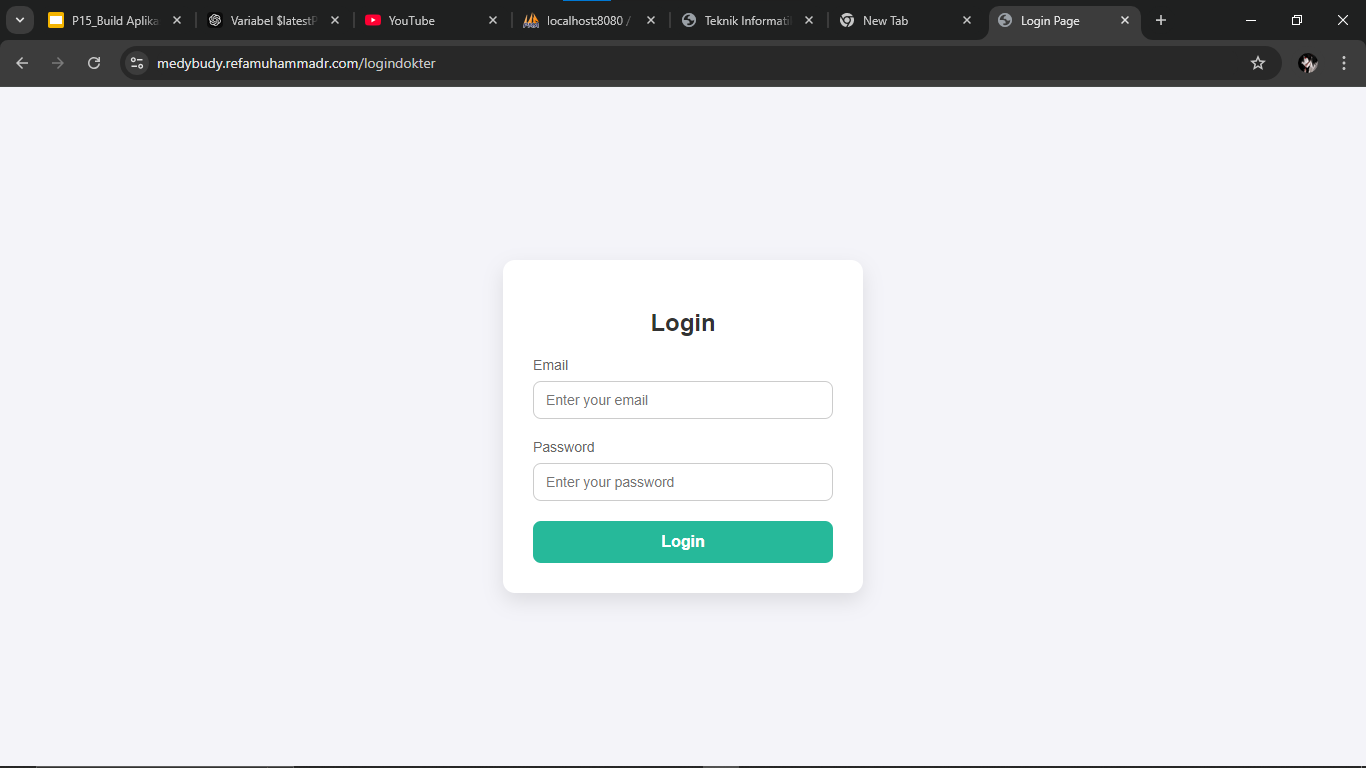 P15_Build Aplika
Variabel $latestP
YouTube
localhost:8080 /
Teknik Informati
New Tab
Login Page
medybudy.refamuhammadr.com/logindokter
Login
Email
Enter your email
Password
Enter your password
Login